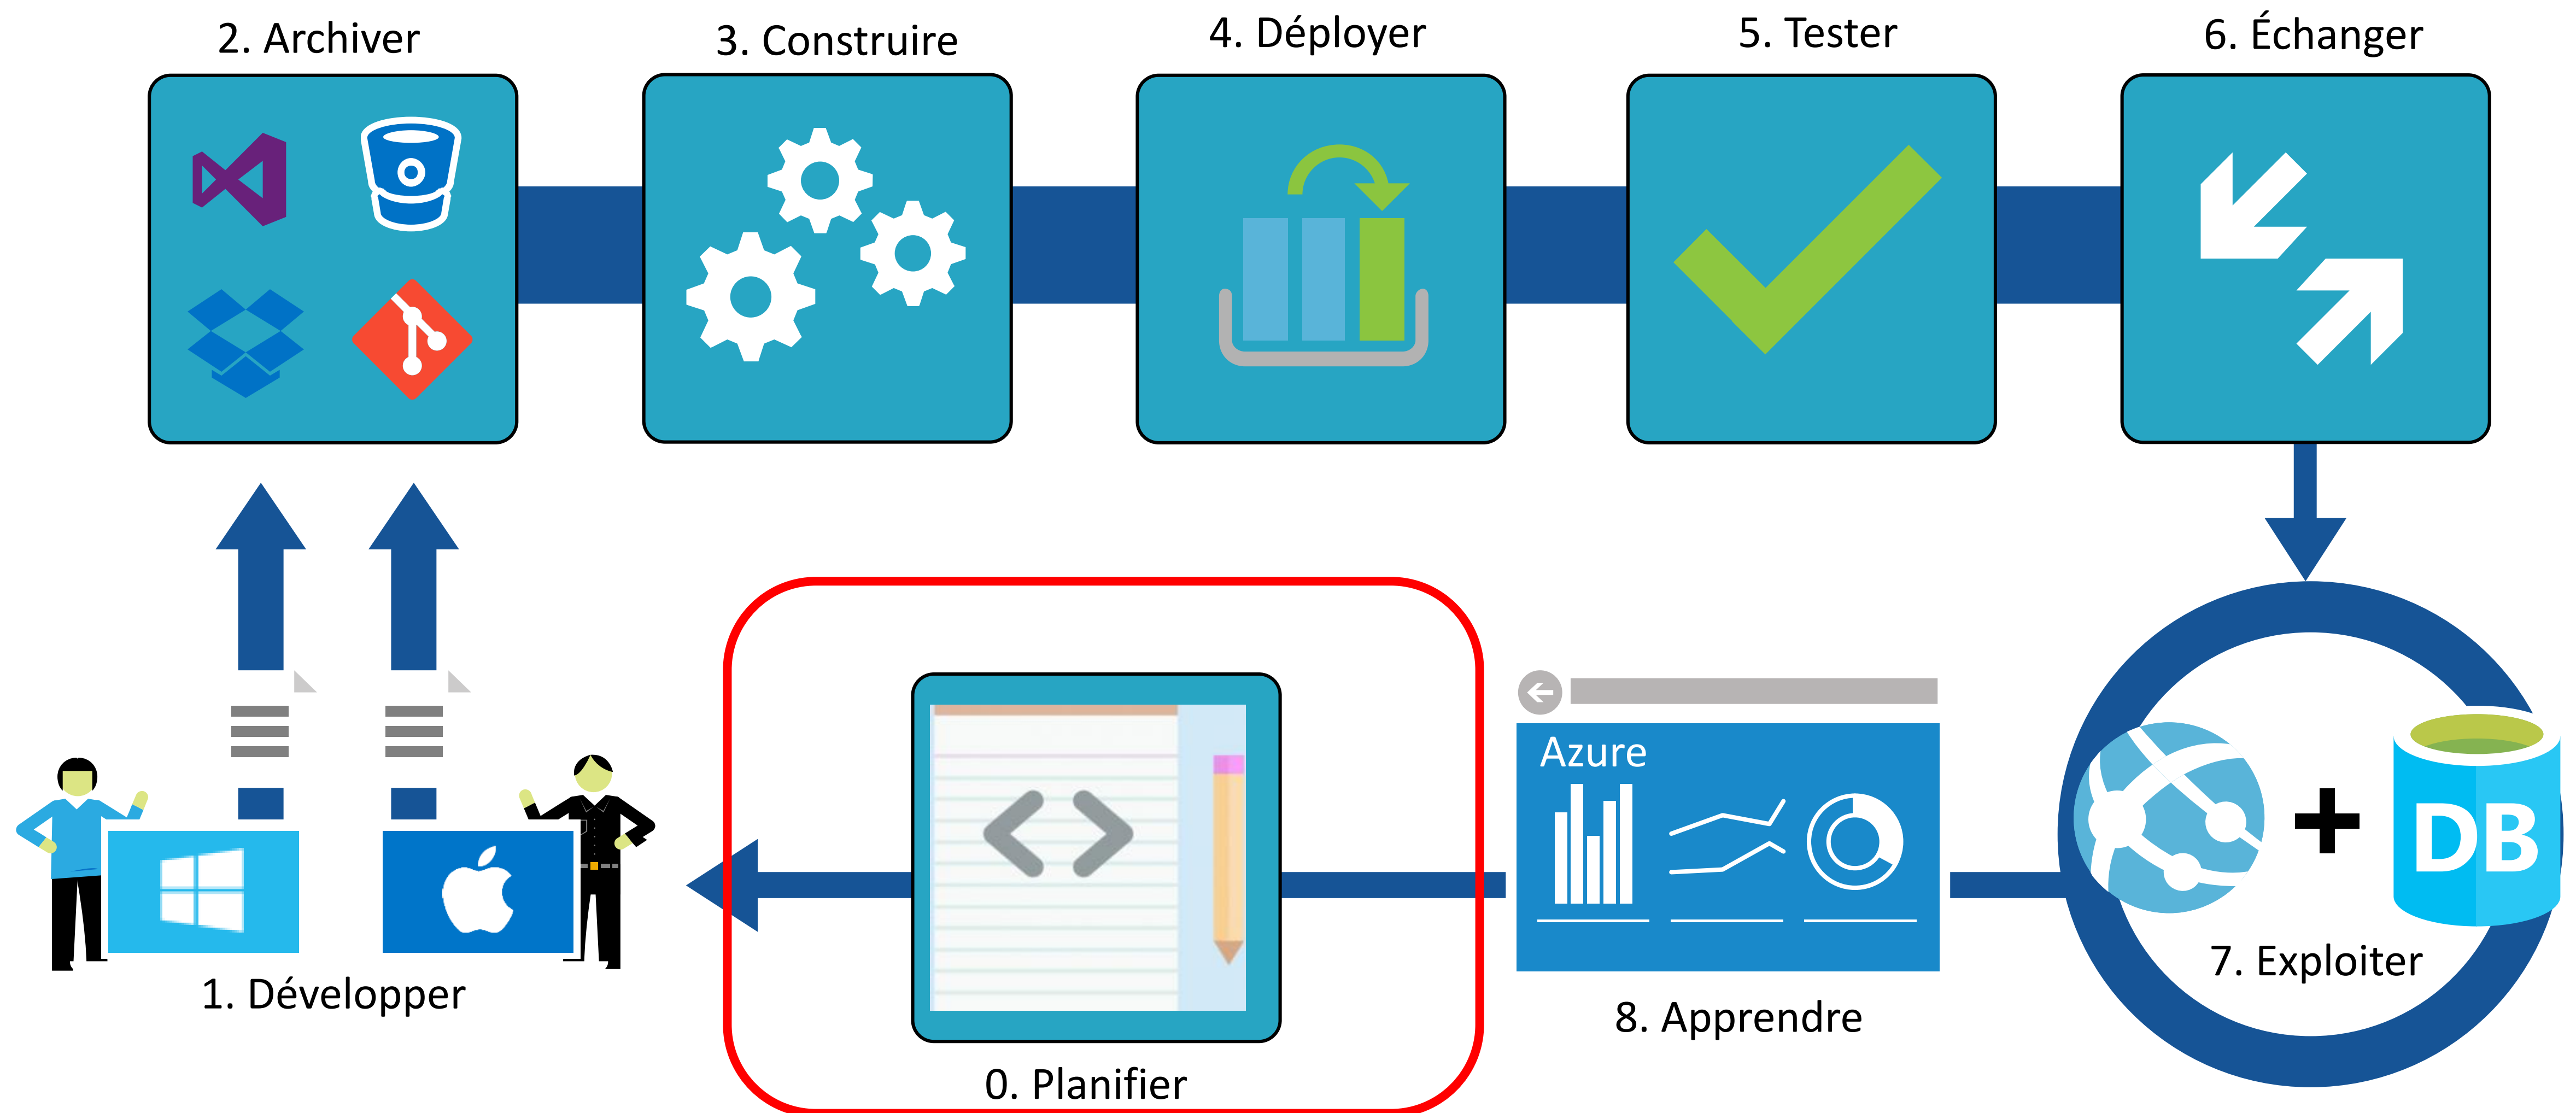 2. Archiver
3. Construire
4. Déployer
5. Tester
6. Échanger
Azure
DB
7. Exploiter
1. Développer
8. Apprendre
0. Planifier